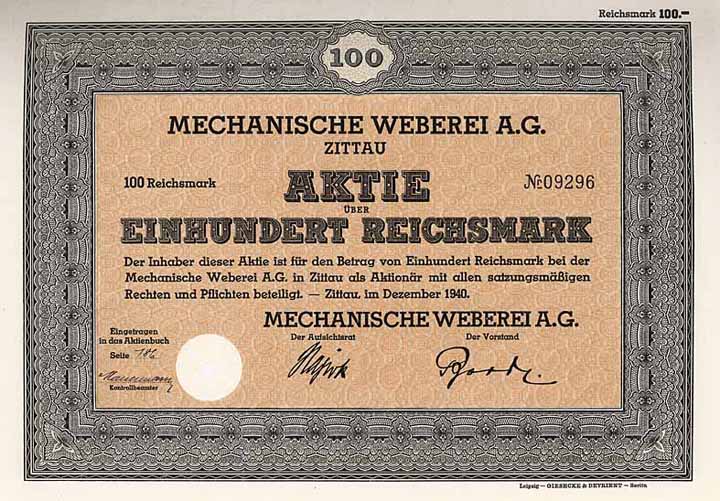 Reichsmark 100.–
100
MECHANISCHE WEBEREI A.G.
ZITTAU
100 Reichsmark AKTIE № 09296
ÜBER
EINHUNDERT REICHSMARK
Der Inhaber dieser Aktie ist für den Betrag von Einhundert Reichsmark bei der
Mechanische Weberei A.G. in Zittau als Aktionär mit allen satzungsmäßigen
Rechten und Pflichten beteiligt. — Zittau, im Dezember 1940.
MECHANISCHE WEBEREI A.G.
Der Aufsichtsrat Der Vorstand
Eingetragen
in das Aktienbuch
Seite 186
Kontrollbeamter
Leipzig — GIESECKE & DEVRIENT — Berlin